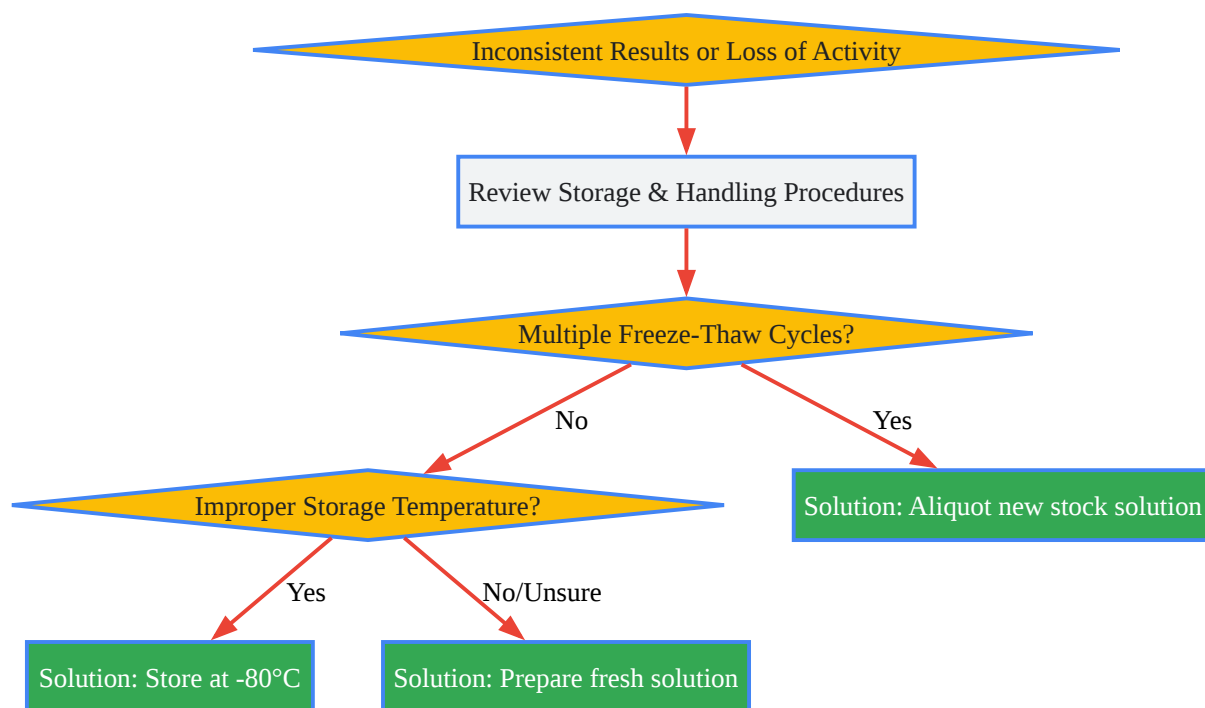 Inconsistent Results or Loss of Activity
Review Storage & Handling Procedures
Multiple Freeze-Thaw Cycles?
No
Yes
Improper Storage Temperature?
Solution: Aliquot new stock solution
Yes
No/Unsure
Solution: Store at -80°C
Solution: Prepare fresh solution